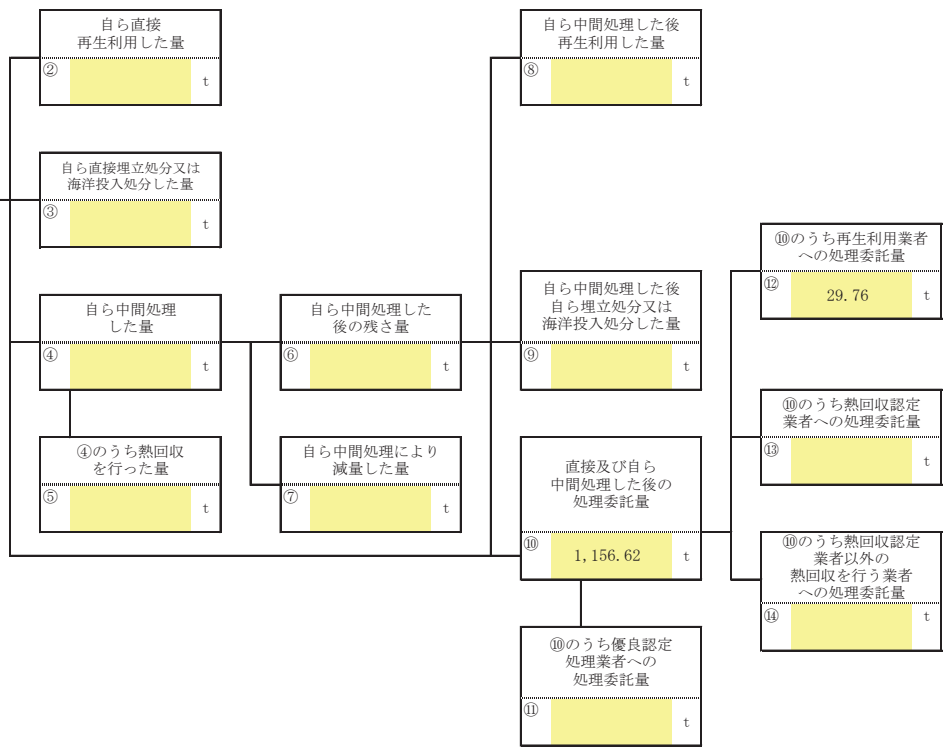 自ら直接
再生利用した量
②
t
自ら中間処理した後
再生利用した量
⑧
t
自ら直接埋立処分又は
海洋投入処分した量
③
t
⑩のうち再生利用業者
への処理委託量
⑫
29.76
t
自ら中間処理
した量
④
t
自ら中間処理した
後の残さ量
⑥
t
自ら中間処理した後
自ら埋立処分又は
海洋投入処分した量
⑨
t
⑩のうち熱回収認定
業者への処理委託量
⑬
t
④のうち熱回収
を行った量
⑤
t
自ら中間処理により
減量した量
⑦
t
直接及び自ら
中間処理した後の
処理委託量
⑩
1,156.62
t
⑩のうち熱回収認定
業者以外の
熱回収を行う業者
への処理委託量
⑭
t
⑩のうち優良認定
処理業者への
処理委託量
⑪
t